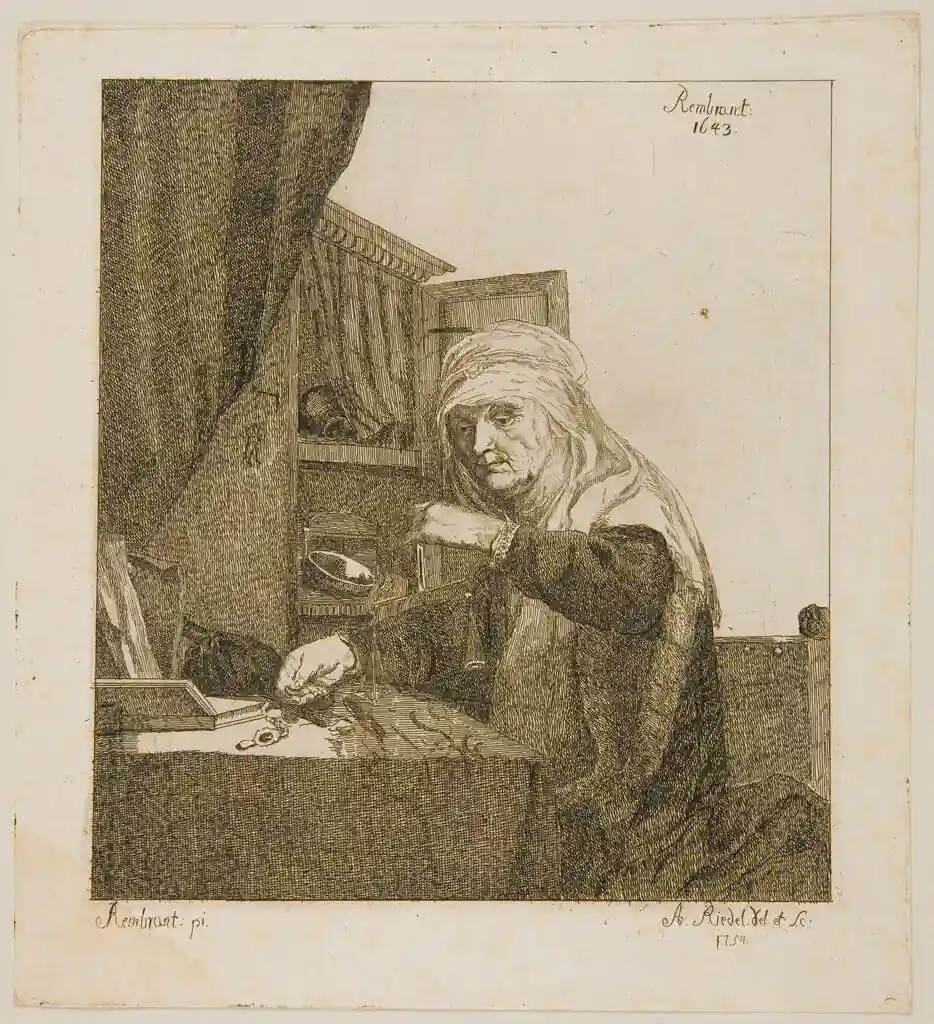 Rembrant:
1643.
Rembrant: pi.
A: Riedel. del et Sc:
1754.